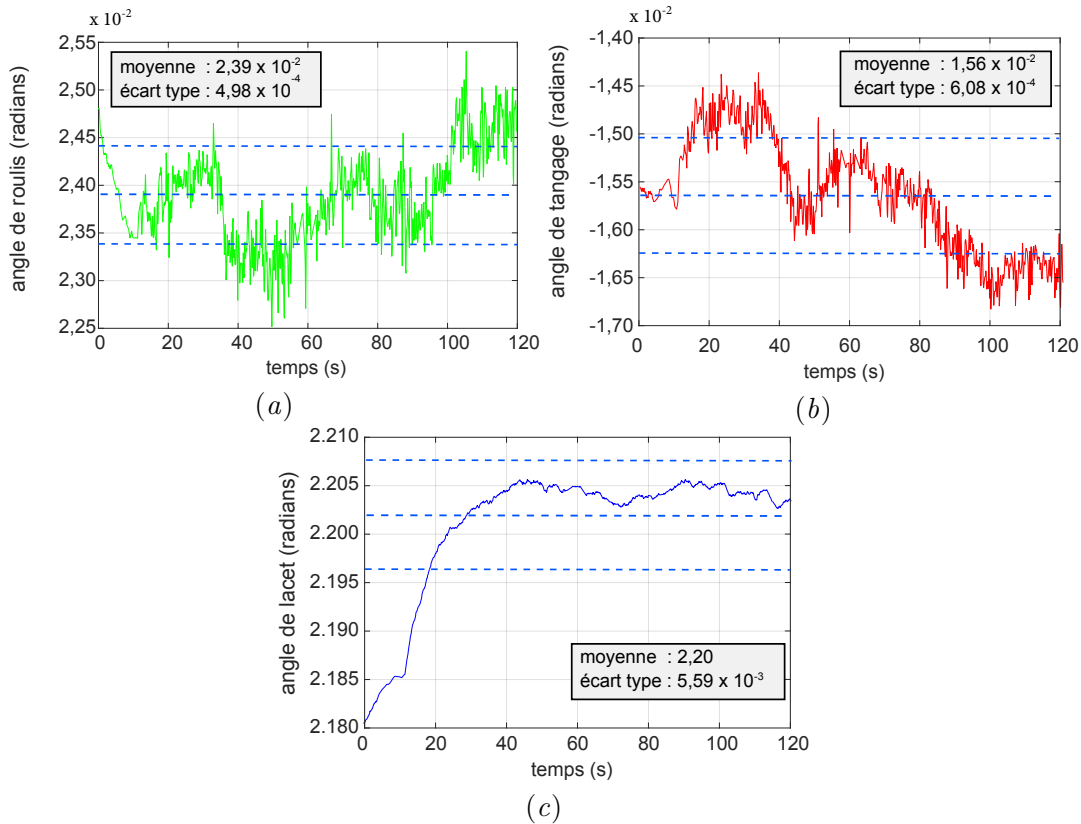 x 10-2
2,55
2,50
2,45
2,40
2,35
2,30
2,25
angle de roulis (radians)
moyenne : 2,39 x 10-2
écart type : 4,98 x 10-4
0 20 40 60 80 100 120
temps (s)
(a)
x 10-2
-1,40
-1,45
-1,50
-1,55
-1,60
-1,65
-1,70
angle de tangage (radians)
moyenne : 1,56 x 10-2
écart type : 6,08 x 10-4
0 20 40 60 80 100 120
temps (s)
(b)
2.210
2.205
2.200
2.195
2.190
2.185
2.180
angle de lacet (radians)
moyenne : 2,20
écart type : 5,59 x 10-3
0 20 40 60 80 100 120
temps (s)
(c)